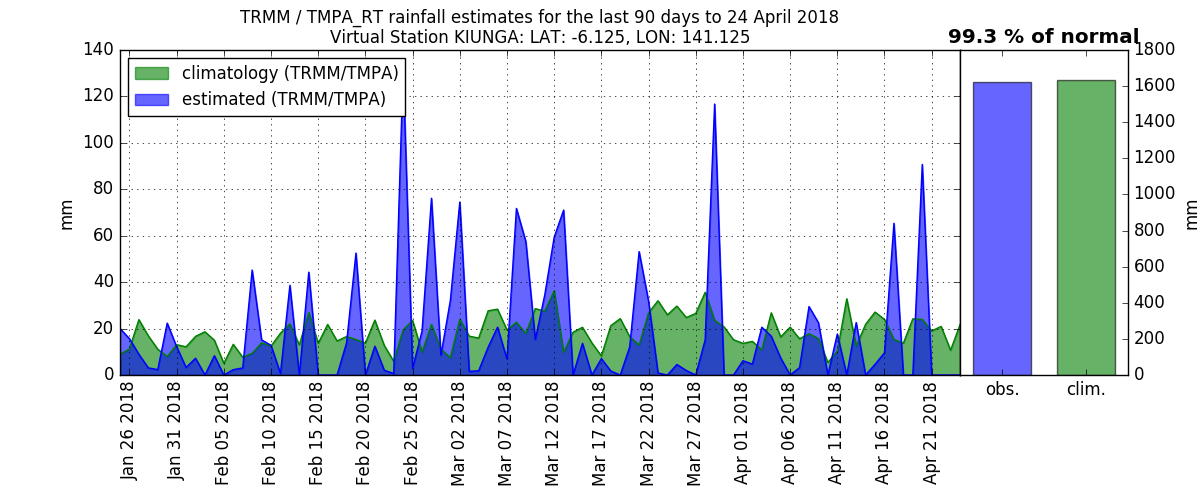 TRMM / TMPA_RT rainfall estimates for the last 90 days to 24 April 2018
Virtual Station KIUNGA: LAT: -6.125, LON: 141.125
99.3 % of normal
climatology (TRMM/TMPA)
estimated (TRMM/TMPA)
mm
140
120
100
80
60
40
20
0
Jan 26 2018
Jan 31 2018
Feb 05 2018
Feb 10 2018
Feb 15 2018
Feb 20 2018
Feb 25 2018
Mar 02 2018
Mar 07 2018
Mar 12 2018
Mar 17 2018
Mar 22 2018
Mar 27 2018
Apr 01 2018
Apr 06 2018
Apr 11 2018
Apr 16 2018
Apr 21 2018
obs.
clim.
1800
1600
1400
1200
1000
800
600
400
200
0
mm